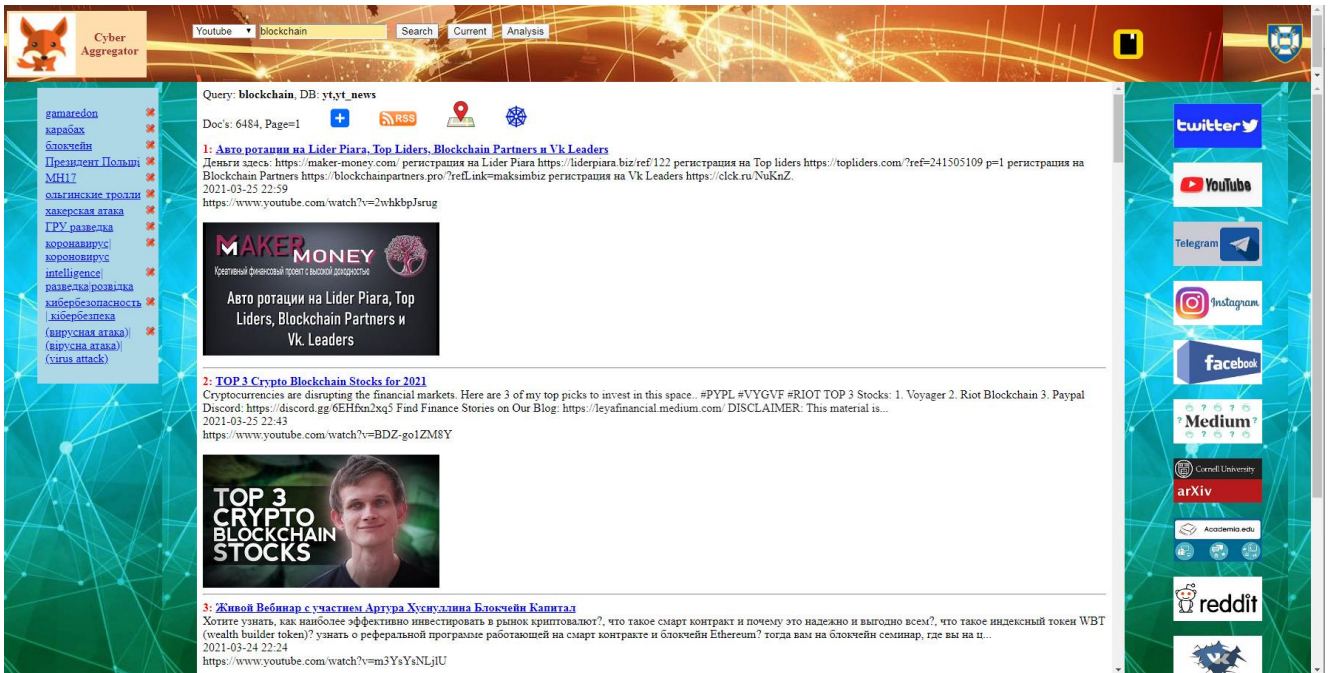 Cyber
Aggregator
Youtube blockchain Search Current Analysis
gamaredon
карабах
блокчейн
Президент Польщі
MH17
ольгинские тролли
хакерская атака
ГРУ разведка
коронавирус|
короновирус
intelligence|
разведка|розвідка
кибербезопасность
| кібербезпека
(вирусная атака)|
(вірусна атака)|
(virus attack)
Query: blockchain, DB: yt,yt_news
Doc's: 6484, Page=1
RSS
1: Авто ротации на Lider Piara, Top Liders, Blockchain Partners и Vk Leaders
Деньги здесь: https://maker-money.com/ регистрация на Lider Piara https://liderpiara.biz/ref/122 регистрация на Top liders https://topliders.com/?ref=241505109 p=1 регистрация на
Blockchain Partners https://blockchainpartners.pro/?refLink=maksimbiz регистрация на Vk Leaders https://clck.ru/NuKnZ.
2021-03-25 22:59
https://www.youtube.com/watch?v=2whkbpJsrug
MAKER MONEY
Креативный финансовый проект с высокой доходностью
Авто ротации на Lider Piara, Top
Liders, Blockchain Partners и
Vk. Leaders
2: TOP 3 Crypto Blockchain Stocks for 2021
Cryptocurrencies are disrupting the financial markets. Here are 3 of my top picks to invest in this space.. #PYPL #VYGVF #RIOT TOP 3 Stocks: 1. Voyager 2. Riot Blockchain 3. Paypal
Discord: https://discord.gg/6EHfxn2xq5 Find Finance Stories on Our Blog: https://leyafinancial.medium.com/ DISCLAIMER: This material is...
2021-03-25 22:43
https://www.youtube.com/watch?v=BDZ-go1ZM8Y
TOP 3
CRYPTO
BLOCKCHAIN
STOCKS
3: Живой Вебинар с участием Артура Хуснуллина Блокчейн Капитал
Хотите узнать, как наиболее эффективно инвестировать в рынок криптовалют?, что такое смарт контракт и почему это надежно и выгодно всем?, что такое индексный токен WBT
(wealth builder token)? узнать о реферальной программе работающей на смарт контракте и блокчейн Ethereum? тогда вам на блокчейн семинар, где вы на ц...
2021-03-24 22:24
https://www.youtube.com/watch?v=m3YsYsNLjlU
twitter
YouTube
Telegram
Instagram
facebook
Medium
Cornell University
arXiv
Academia.edu
reddit